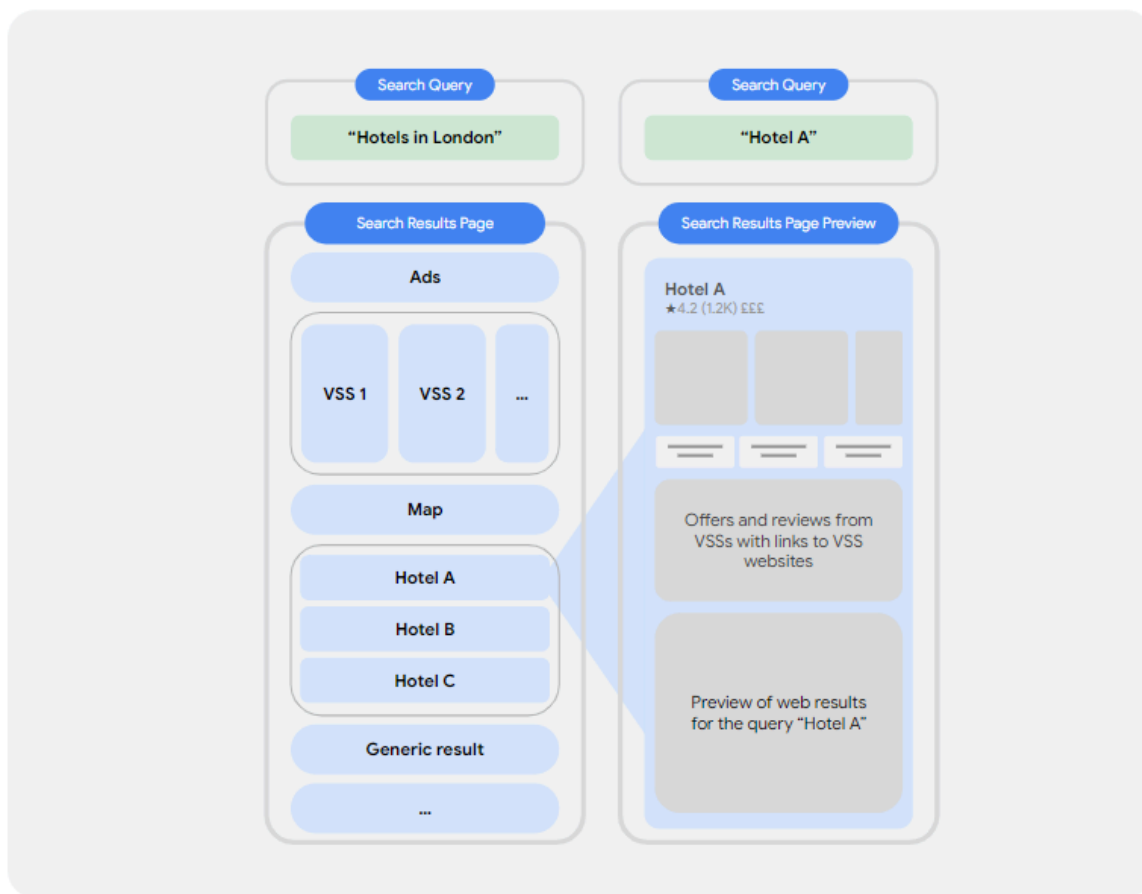 Search Query
“Hotels in London”
Search Results Page
Ads
VSS 1
VSS 2
...
Map
Hotel A
Hotel B
Hotel C
Generic result
...
Search Query
“Hotel A”
Search Results Page Preview
Hotel A
★4.2 (1.2K) £££
Offers and reviews from
VSSs with links to VSS
websites
Preview of web results
for the query “Hotel A”